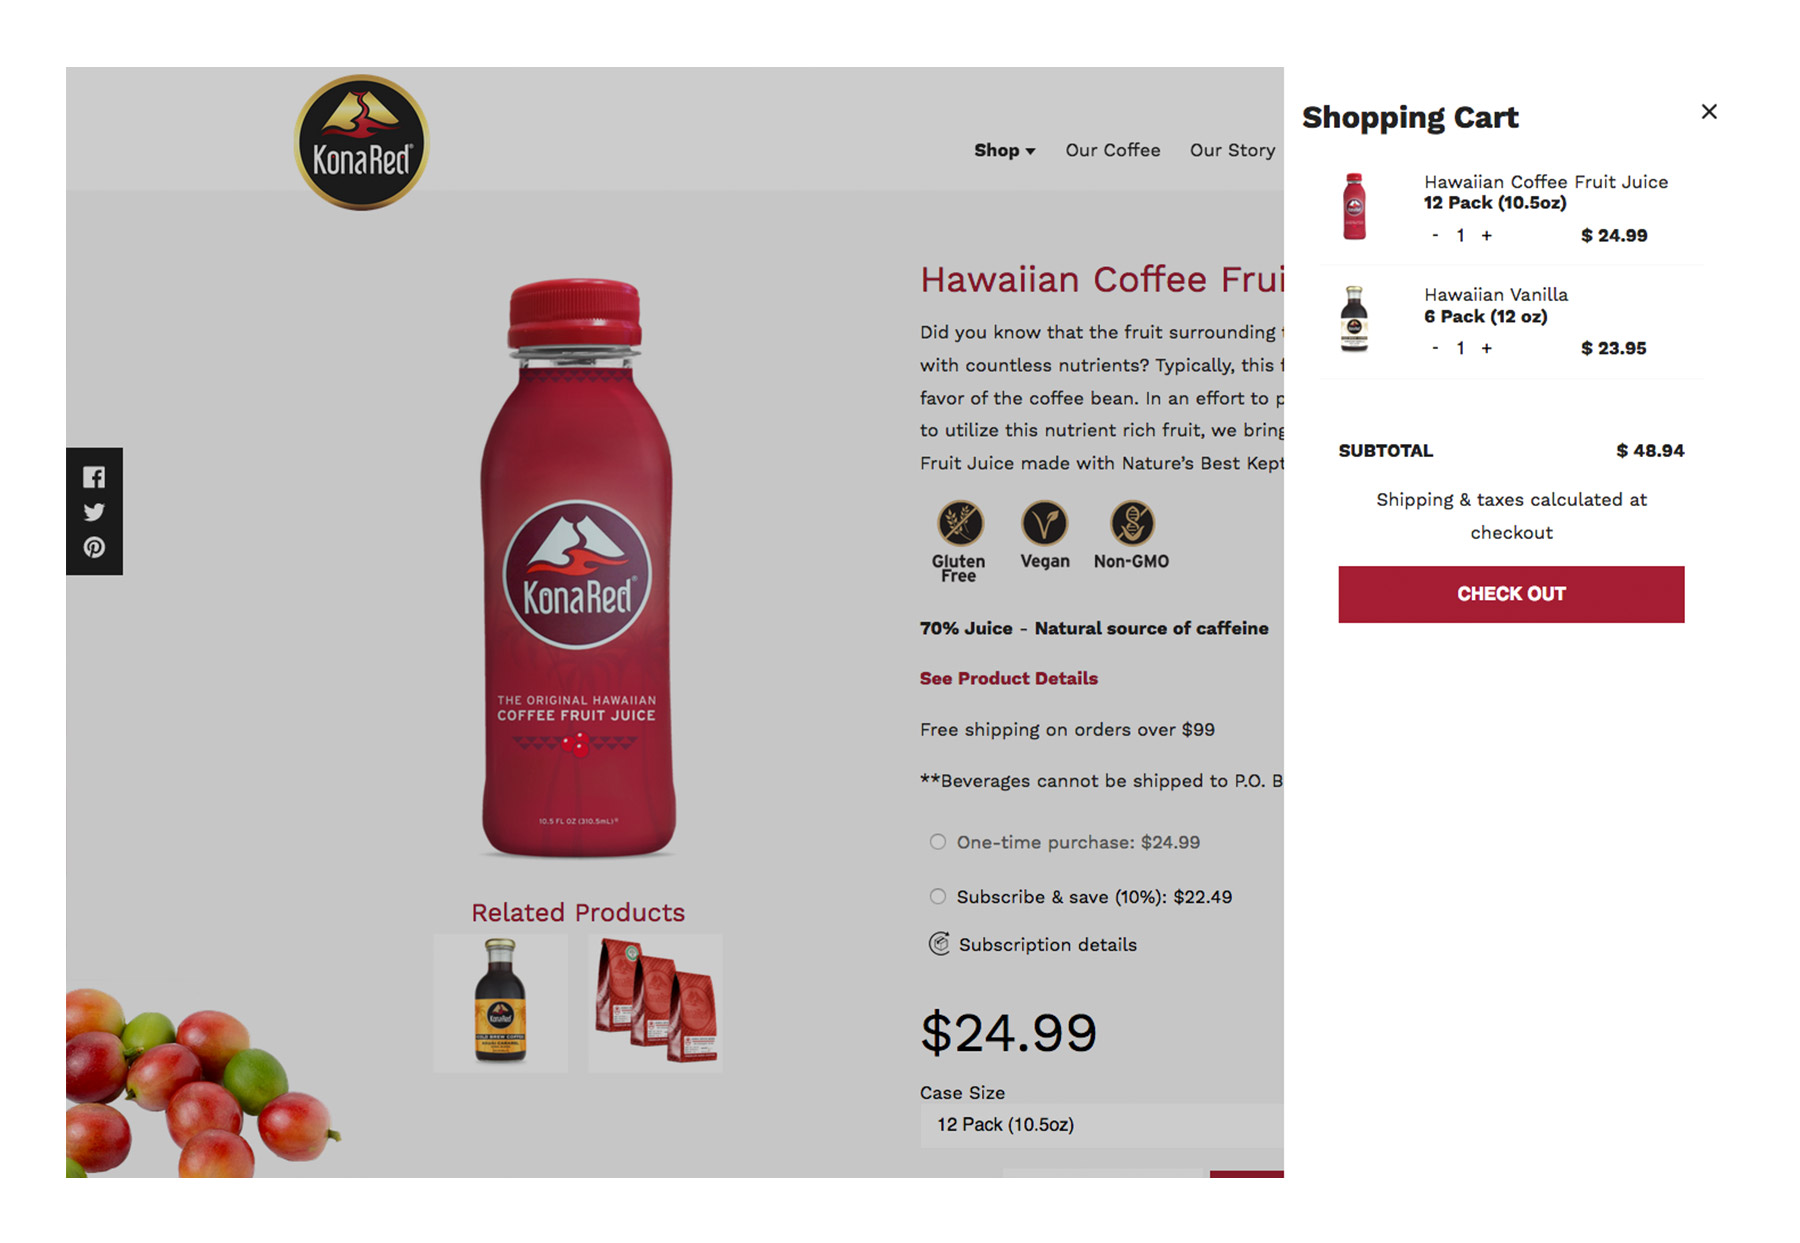 KonaRed®
Shop
Our Coffee
Our Story
Hawaiian Coffee Frui
Did you know that the fruit surrounding
with countless nutrients? Typically, this f
favor of the coffee bean. In an effort to p
to utilize this nutrient rich fruit, we bring
Fruit Juice made with Nature's Best Kept
Gluten
Free
Vegan
Non-GMO
70% Juice - Natural source of caffeine
See Product Details
Free shipping on orders over $99
**Beverages cannot be shipped to P.O. B
One-time purchase: $24.99
Subscribe & save (10%): $22.49
Subscription details
$24.99
Case Size
12 Pack (10.5oz)
KonaRed®
THE ORIGINAL HAWAIIAN
COFFEE FRUIT JUICE
10.5 FL OZ (310.5mL)
Related Products
KonaRed
COLD BREW COFFEE
Shopping Cart
Hawaiian Coffee Fruit Juice
12 Pack (10.5oz)
- 1 + $ 24.99
Hawaiian Vanilla
6 Pack (12 oz)
- 1 + $ 23.95
SUBTOTAL $ 48.94
Shipping & taxes calculated at
checkout
CHECK OUT